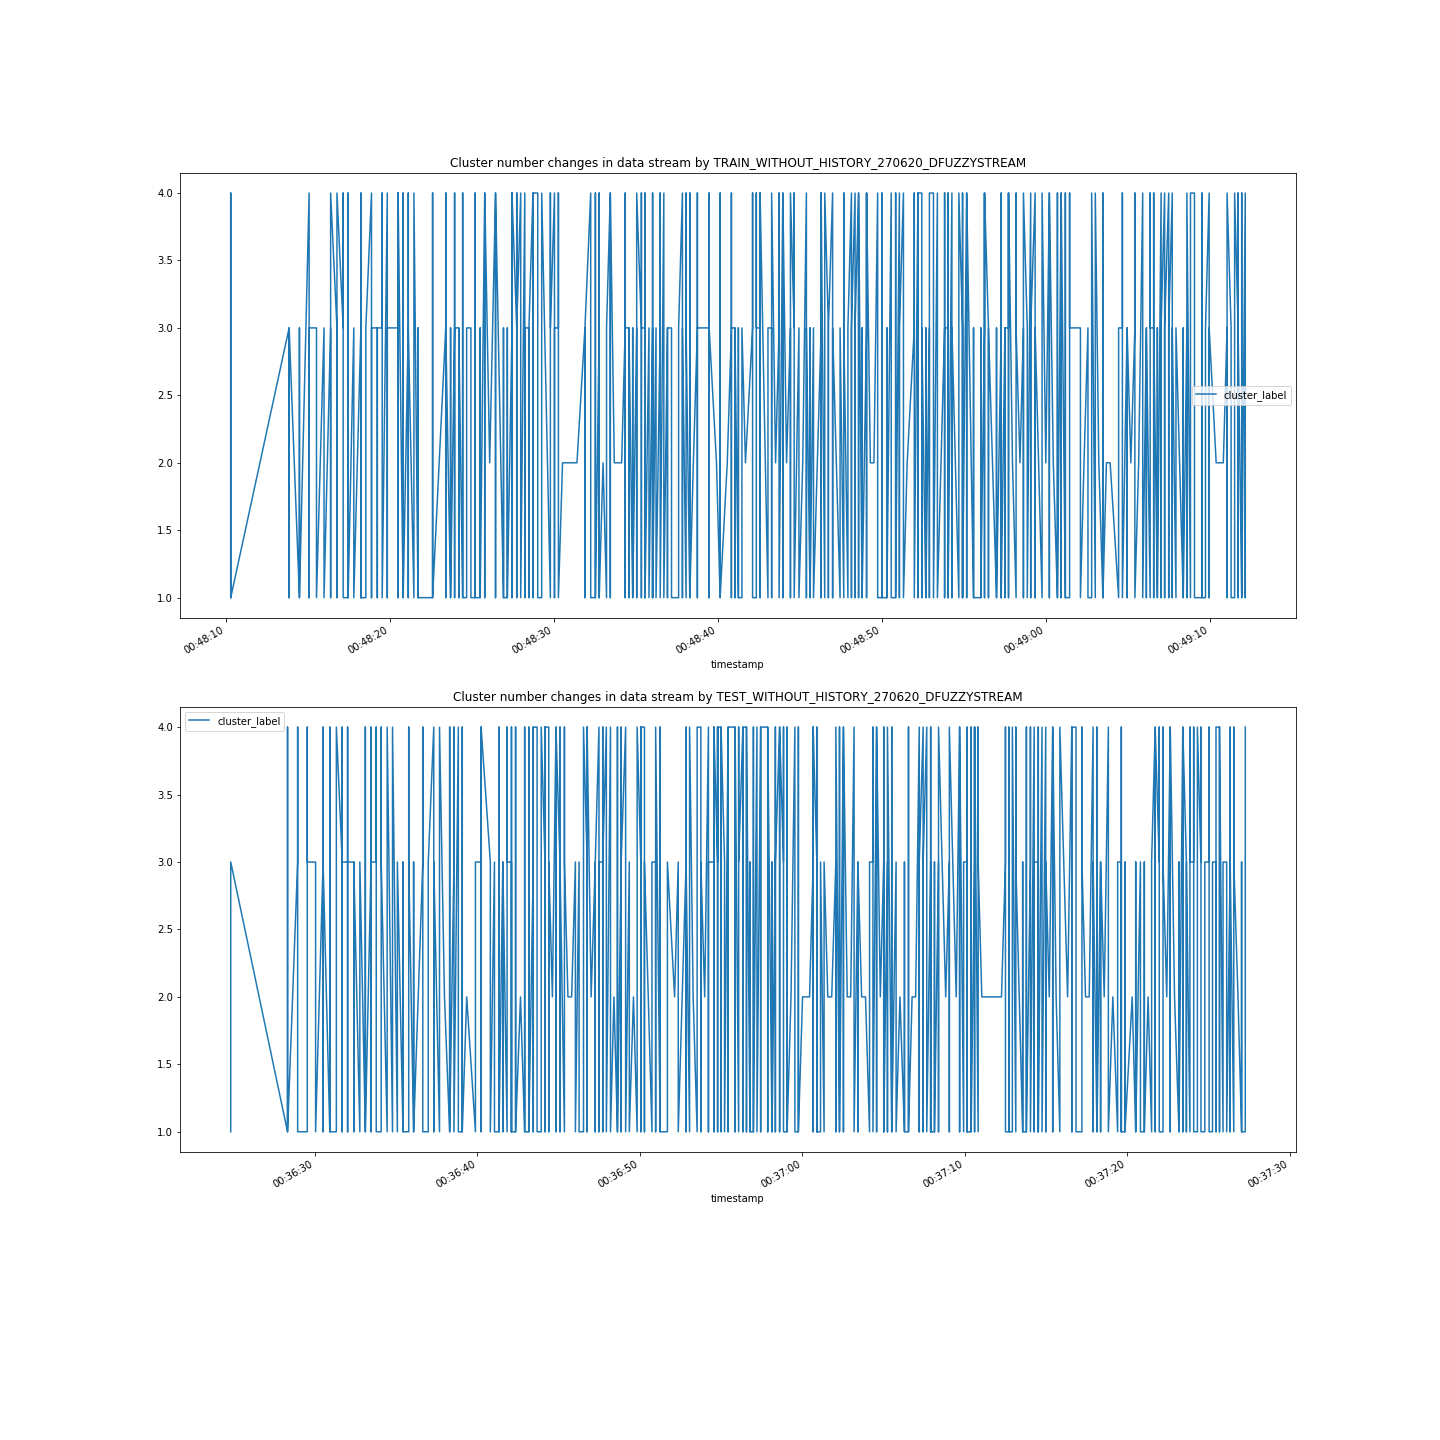 Cluster number changes in data stream by TRAIN_WITHOUT_HISTORY_270620_DFUZZYSTREAM
4.0
3.5
3.0
2.5
2.0
1.5
1.0
cluster_label
00:48:10 00:48:20 00:48:30 00:48:40 00:48:50 00:49:00 00:49:10
timestamp
Cluster number changes in data stream by TEST_WITHOUT_HISTORY_270620_DFUZZYSTREAM
cluster_label
4.0
3.5
3.0
2.5
2.0
1.5
1.0
00:36:30 00:36:40 00:36:50 00:37:00 00:37:10 00:37:20 00:37:30
timestamp